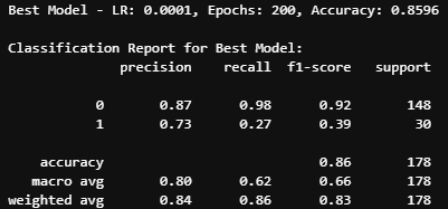 Best Model - LR: 0.0001, Epochs: 200, Accuracy: 0.8596
Classification Report for Best Model:
precision recall f1-score support
0 0.87 0.98 0.92 148
1 0.73 0.27 0.39 30
accuracy 0.86 178
macro avg 0.80 0.62 0.66 178
weighted avg 0.84 0.86 0.83 178